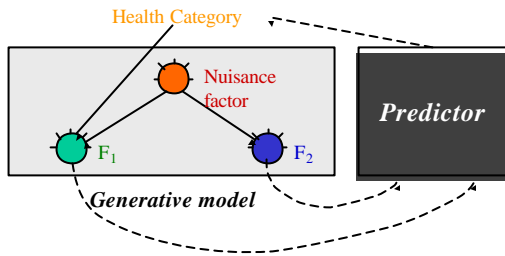 Health Category
Nuisance
factor
Predictor
F1
F2
Generative model